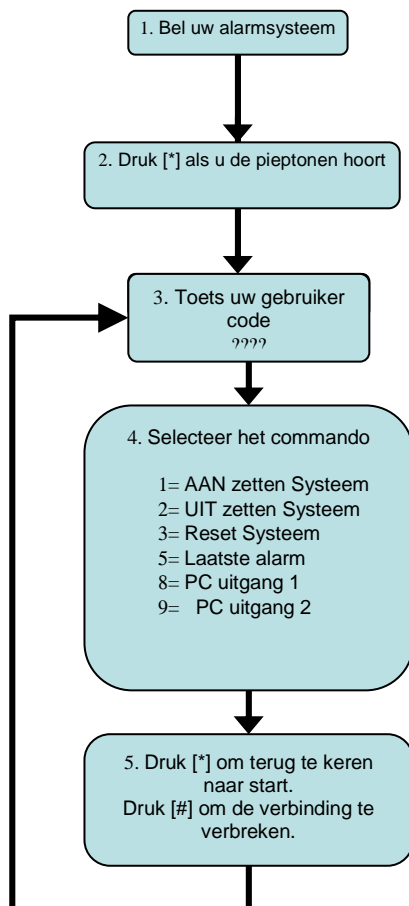 1. Bel uw alarmsysteem
2. Druk [*] als u de pieptonen hoort
3. Toets uw gebruiker
code
????
4. Selecteer het commando
1= AAN zetten Systeem
2= UIT zetten Systeem
3= Reset Systeem
5= Laatste alarm
8= PC uitgang 1
9= PC uitgang 2
5. Druk [*] om terug te keren
naar start.
Druk [#] om de verbinding te
verbreken.